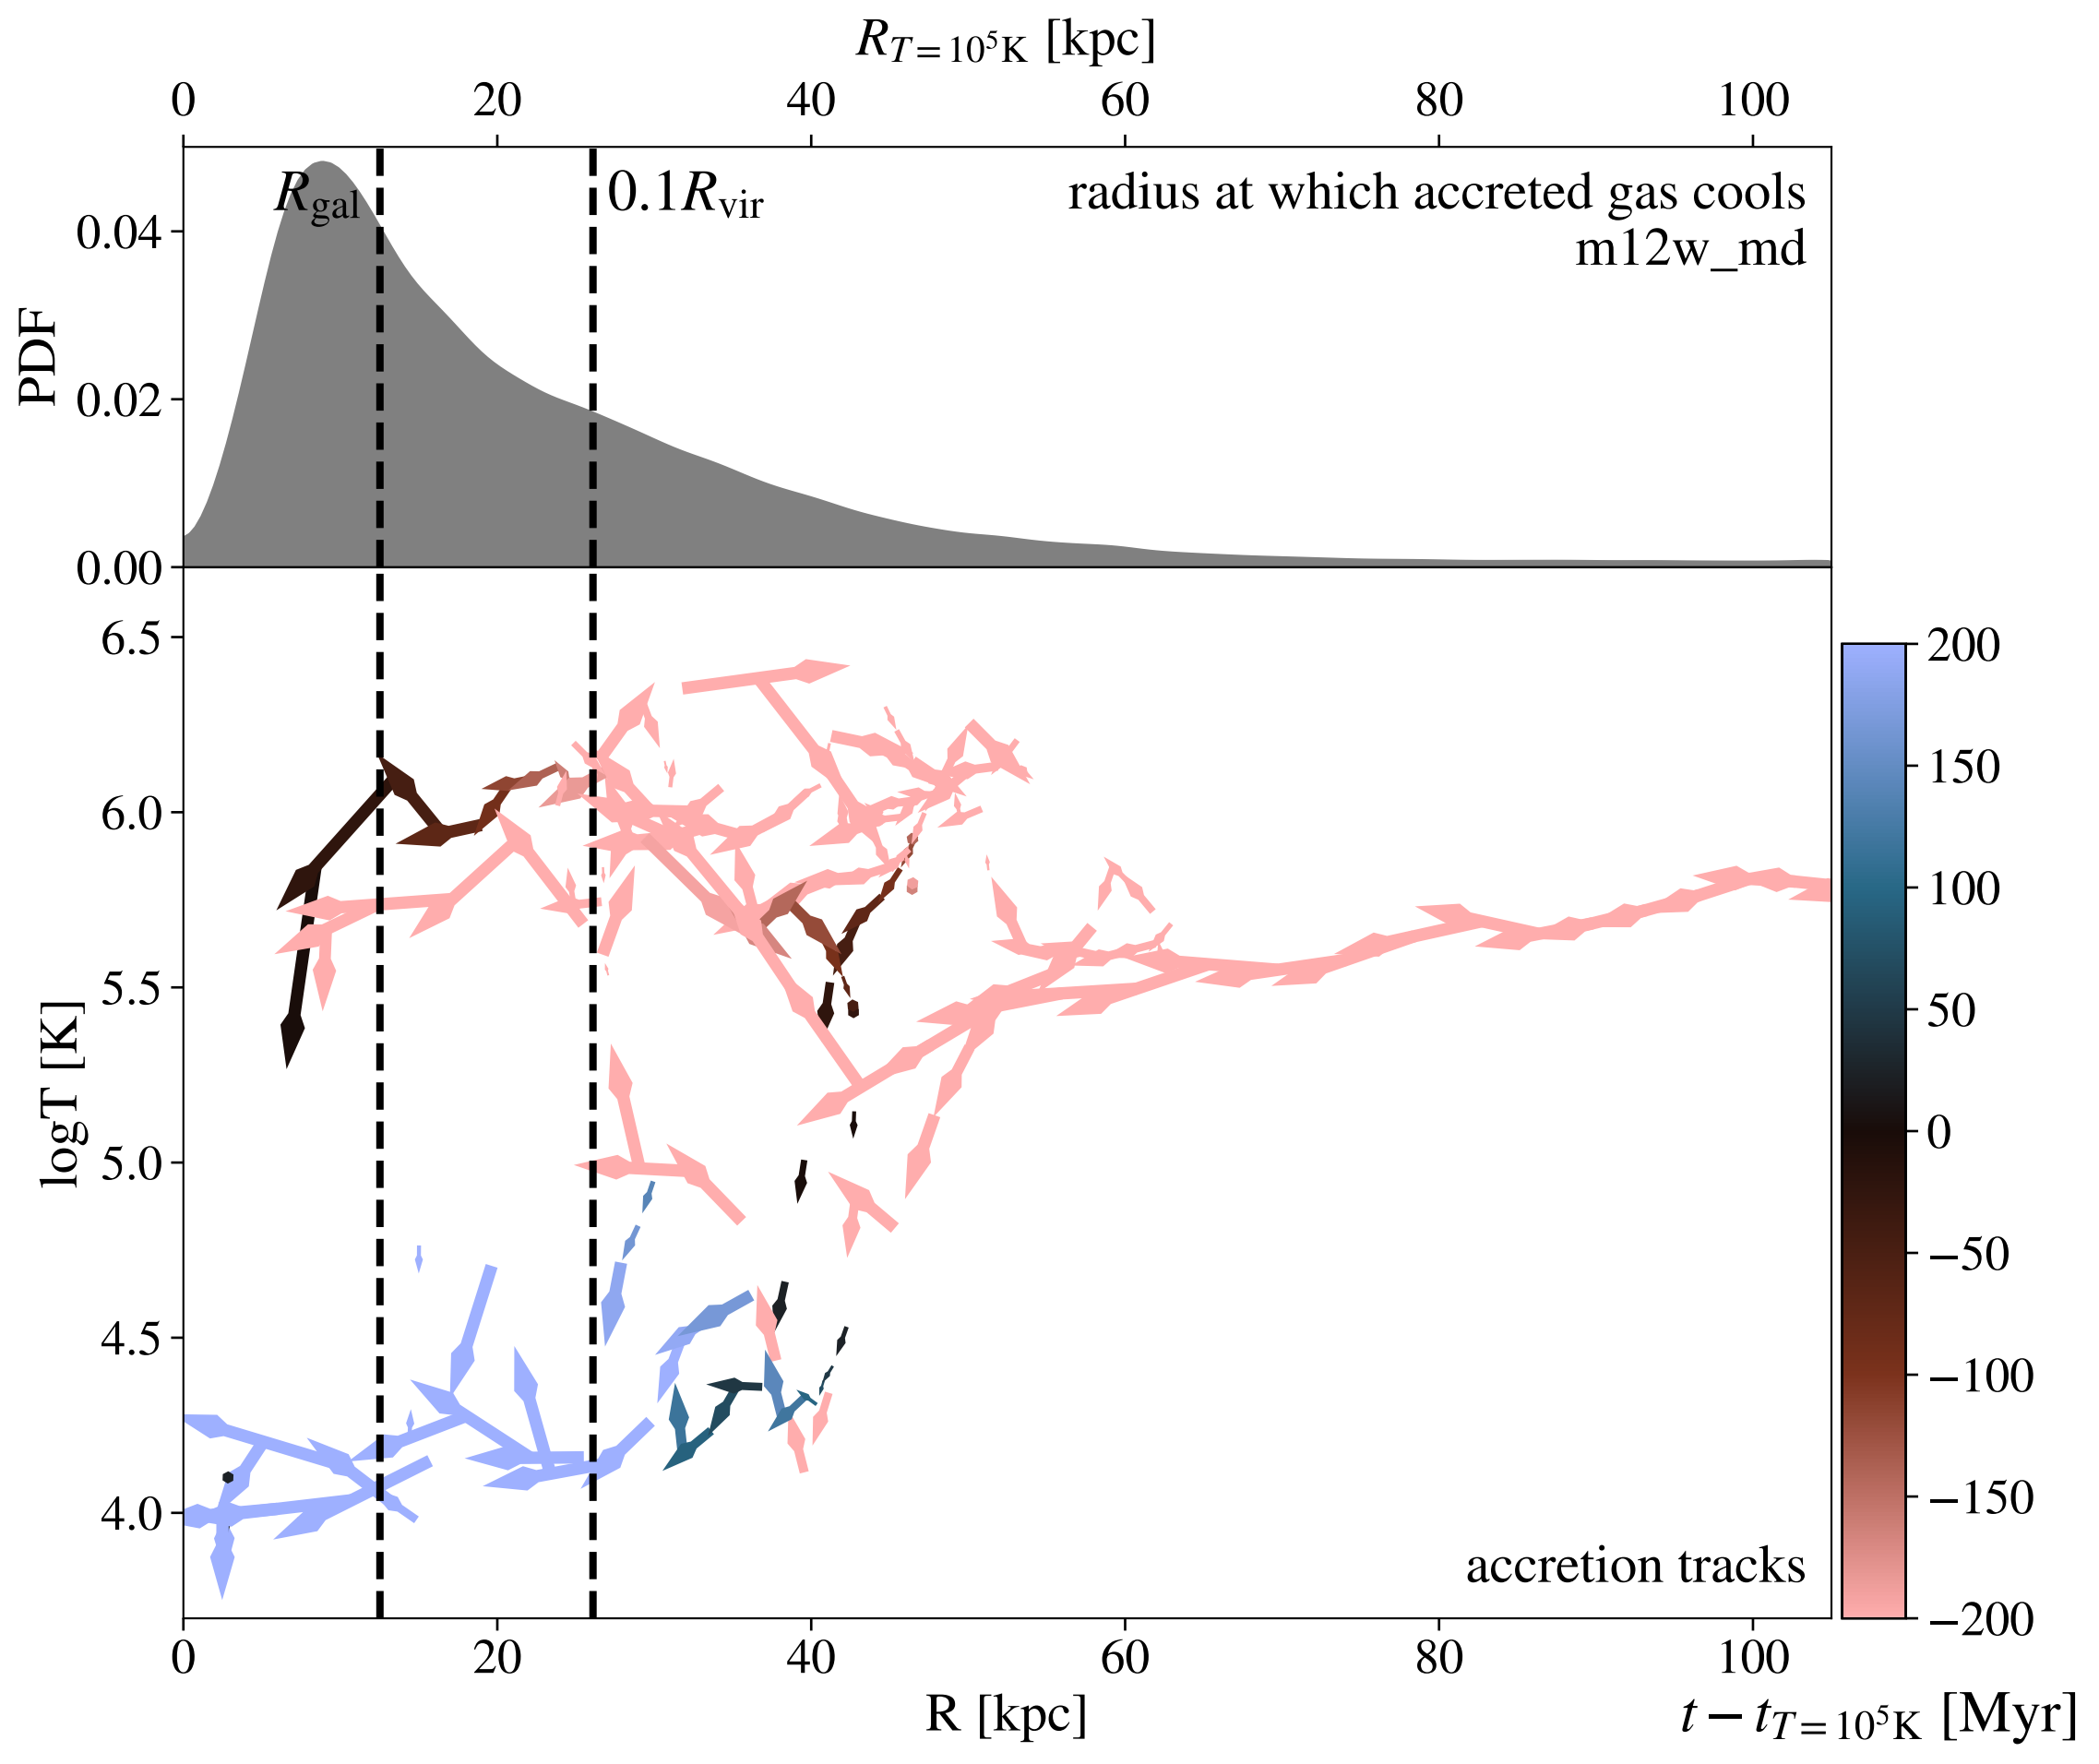 R_{T=10^5K} [kpc]
0 20 40 60 80 100
R_gal 0.1R_vir radius at which accreted gas cools
m12w_md
0.04
0.02
0.00
PDF
6.5
6.0
5.5
5.0
4.5
4.0
logT [K]
accretion tracks
0 20 40 60 80 100
R [kpc]
200
150
100
50
0
−50
−100
−150
−200
t − t_{T=10^5K} [Myr]